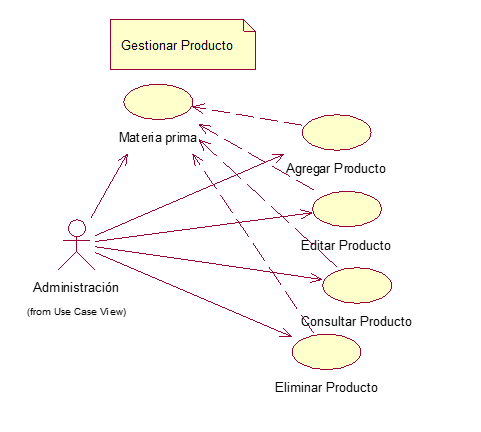 Gestionar Producto
Materia prima
Agregar Producto
Editar Producto
Administración
(from Use Case View)
Consultar Producto
Eliminar Producto